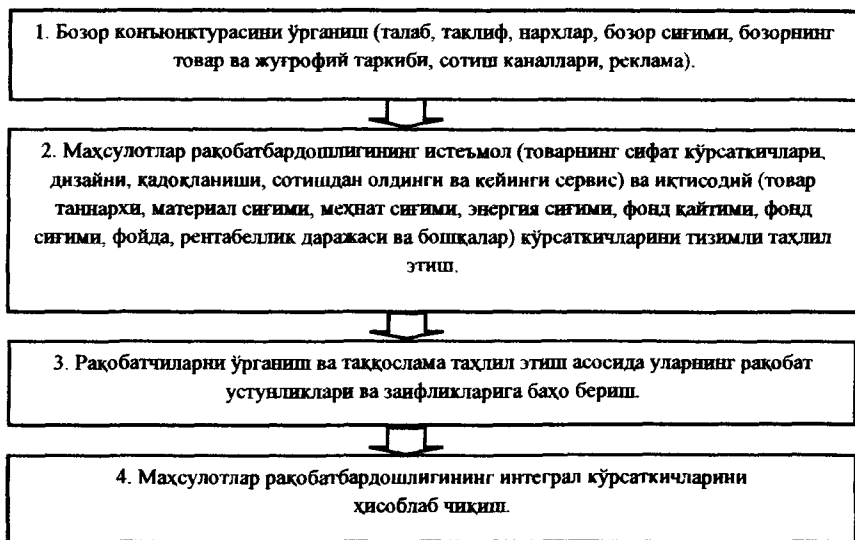 1. Бозор конъюнктурасини ўрганиш (талаб, таклиф, нархлар, бозор сиғими, бозорнинг
товар ва жуғрофий таркиби, сотиш каналлари, реклама).
2. Маҳсулотлар рақобатбардошлигининг истеъмол (товарнинг сифат кўрсаткичлари,
дизайни, қадоқланиши, сотишдан олдинги ва кейинги сервис) ва иқтисодий (товар
таннархи, материал сиғими, меҳнат сиғими, энергия сиғими, фонд қайтими, фонд
сиғими, фойда, рентабеллик даражаси ва бошқалар) кўрсаткичларини тизимли таҳлил
этиш.
3. Рақобатчиларни ўрганиш ва таққослама таҳлил этиш асосида уларнинг рақобат
устунликлари ва заифликларига баҳо бериш.
4. Маҳсулотлар рақобатбардошлигининг интеграл кўрсаткичларини
ҳисоблаб чиқиш.